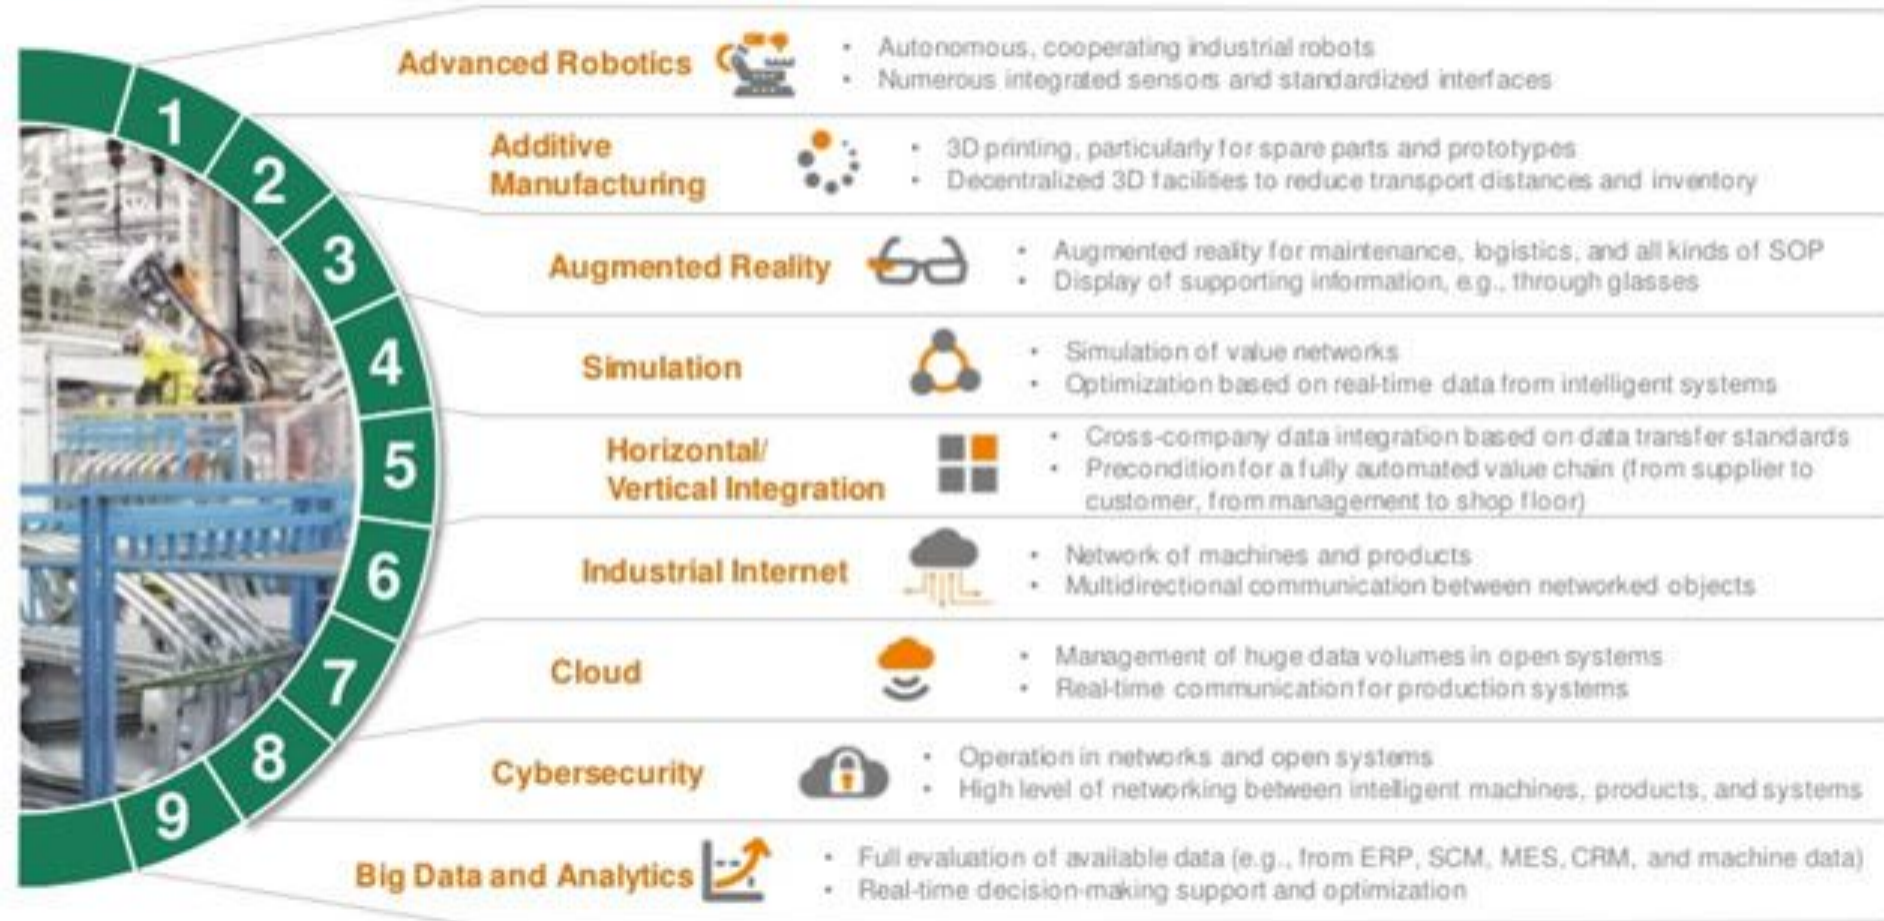 1
Advanced Robotics
• Autonomous, cooperating industrial robots
• Numerous integrated sensors and standardized interfaces
2
Additive
Manufacturing
• 3D printing, particularly for spare parts and prototypes
• Decentralized 3D facilities to reduce transport distances and inventory
3
Augmented Reality
• Augmented reality for maintenance, logistics, and all kinds of SOP
• Display of supporting information, e.g., through glasses
4
Simulation
• Simulation of value networks
• Optimization based on real-time data from intelligent systems
5
Horizontal/
Vertical Integration
• Cross-company data integration based on data transfer standards
• Precondition for a fully automated value chain (from supplier to
customer, from management to shop floor)
6
Industrial Internet
• Network of machines and products
• Multidirectional communication between networked objects
7
Cloud
• Management of huge data volumes in open systems
• Real-time communication for production systems
8
Cybersecurity
• Operation in networks and open systems
• High level of networking between intelligent machines, products, and systems
9
Big Data and Analytics
• Full evaluation of available data (e.g., from ERP, SCM, MES, CRM, and machine data)
• Real-time decision-making support and optimization